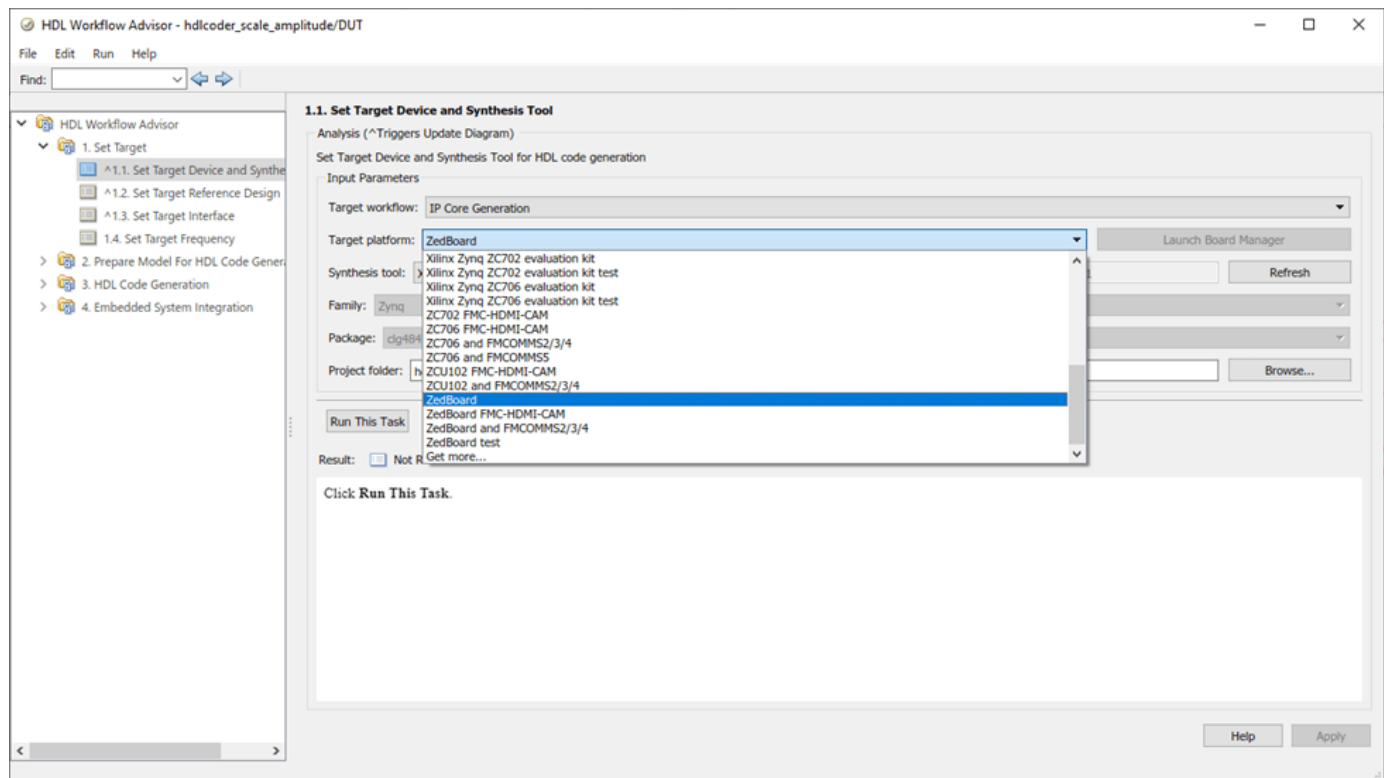 HDL Workflow Advisor - hdlcoder_scale_amplitude/DUT
File Edit Run Help
Find:
HDL Workflow Advisor
1. Set Target
^1.1. Set Target Device and Synthe
^1.2. Set Target Reference Design
^1.3. Set Target Interface
1.4. Set Target Frequency
2. Prepare Model For HDL Code Gener
3. HDL Code Generation
4. Embedded System Integration
1.1. Set Target Device and Synthesis Tool
Analysis (^Triggers Update Diagram)
Set Target Device and Synthesis Tool for HDL code generation
Input Parameters
Target workflow: IP Core Generation
Target platform: ZedBoard Launch Board Manager
Xilinx Zynq ZC702 evaluation kit
Xilinx Zynq ZC702 evaluation kit test
Xilinx Zynq ZC706 evaluation kit
Xilinx Zynq ZC706 evaluation kit test
ZC702 FMC-HDMI-CAM
ZC706 FMC-HDMI-CAM
ZC706 and FMCOMMS2/3/4
ZC706 and FMCOMMS5
ZCU102 FMC-HDMI-CAM
ZCU102 and FMCOMMS2/3/4
ZedBoard
ZedBoard FMC-HDMI-CAM
ZedBoard and FMCOMMS2/3/4
ZedBoard test
Get more...
Synthesis tool: Refresh
Family: Zynq
Package: clg484
Project folder: Browse...
Run This Task
Result: Not R
Click Run This Task.
Help Apply